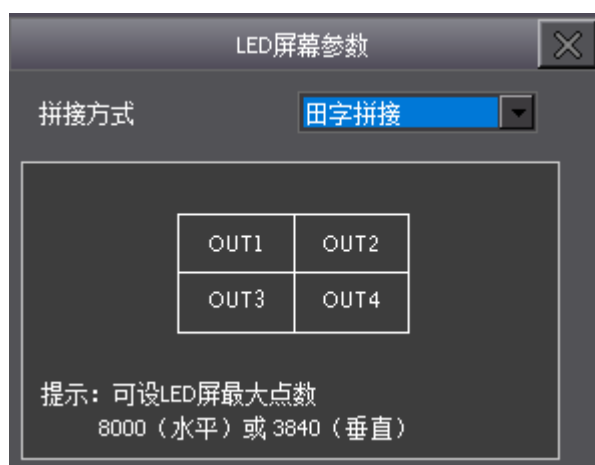 LED屏幕参数
拼接方式 田字拼接
OUT1 OUT2
OUT3 OUT4
提示：可设LED屏最大点数
8000（水平）或 3840（垂直）